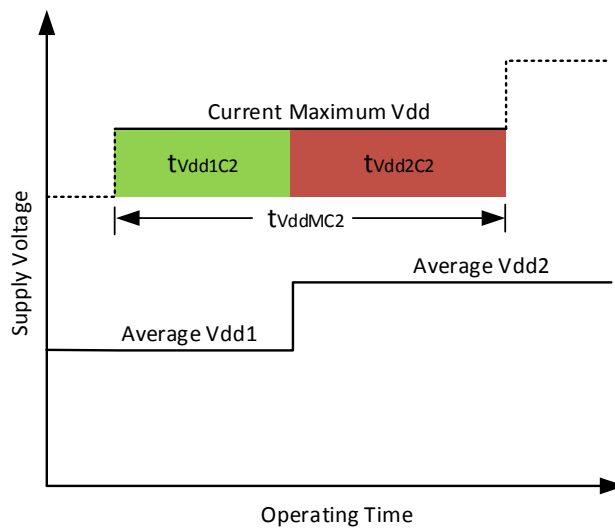 Current Maximum Vdd
tVdd1C2
tVdd2C2
tVddMC2
Average Vdd2
Average Vdd1
Supply Voltage
Operating Time